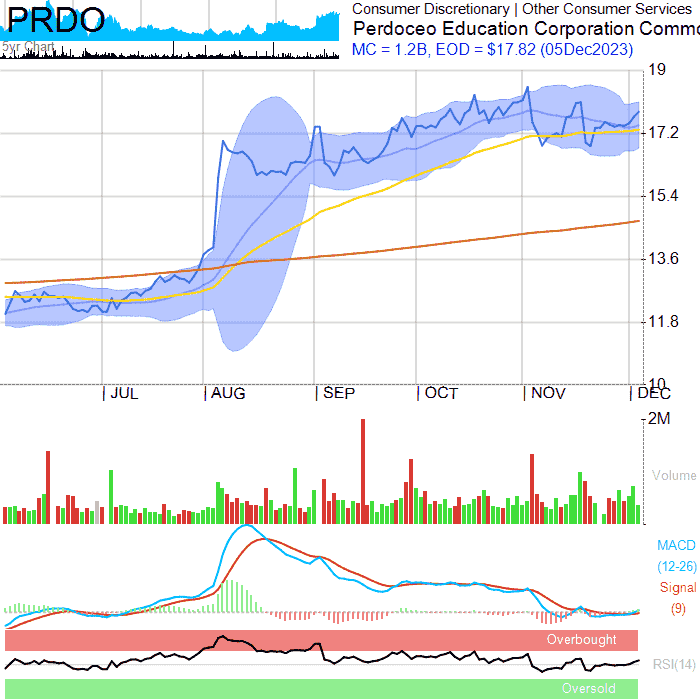 PRDO
Consumer Discretionary | Other Consumer Services
Perdoceo Education Corporation Commo
MC = 1.2B, EOD = $17.82 (05Dec2023)
5yr Chart
19
17.2
15.4
13.6
11.8
10
JUL AUG SEP OCT NOV DEC
2M
Volume
MACD
(12-26)
Signal
(9)
Overbought
RSI(14)
Oversold